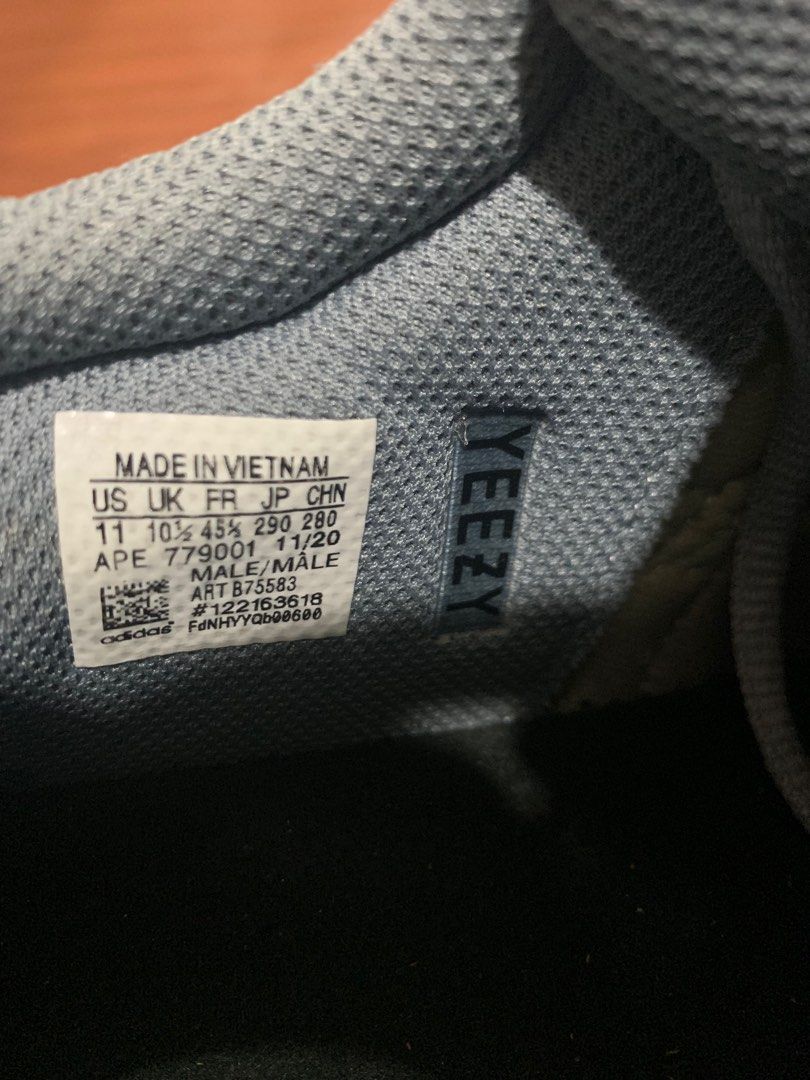 MADE IN VIETNAM
US UK FR JP CHN
11 10½ 45⅓ 290 280
APE 779001 11/20
MALE/MÂLE
ART B75583
#122163618
adidas. FdNHYYQb00600
YEEZY